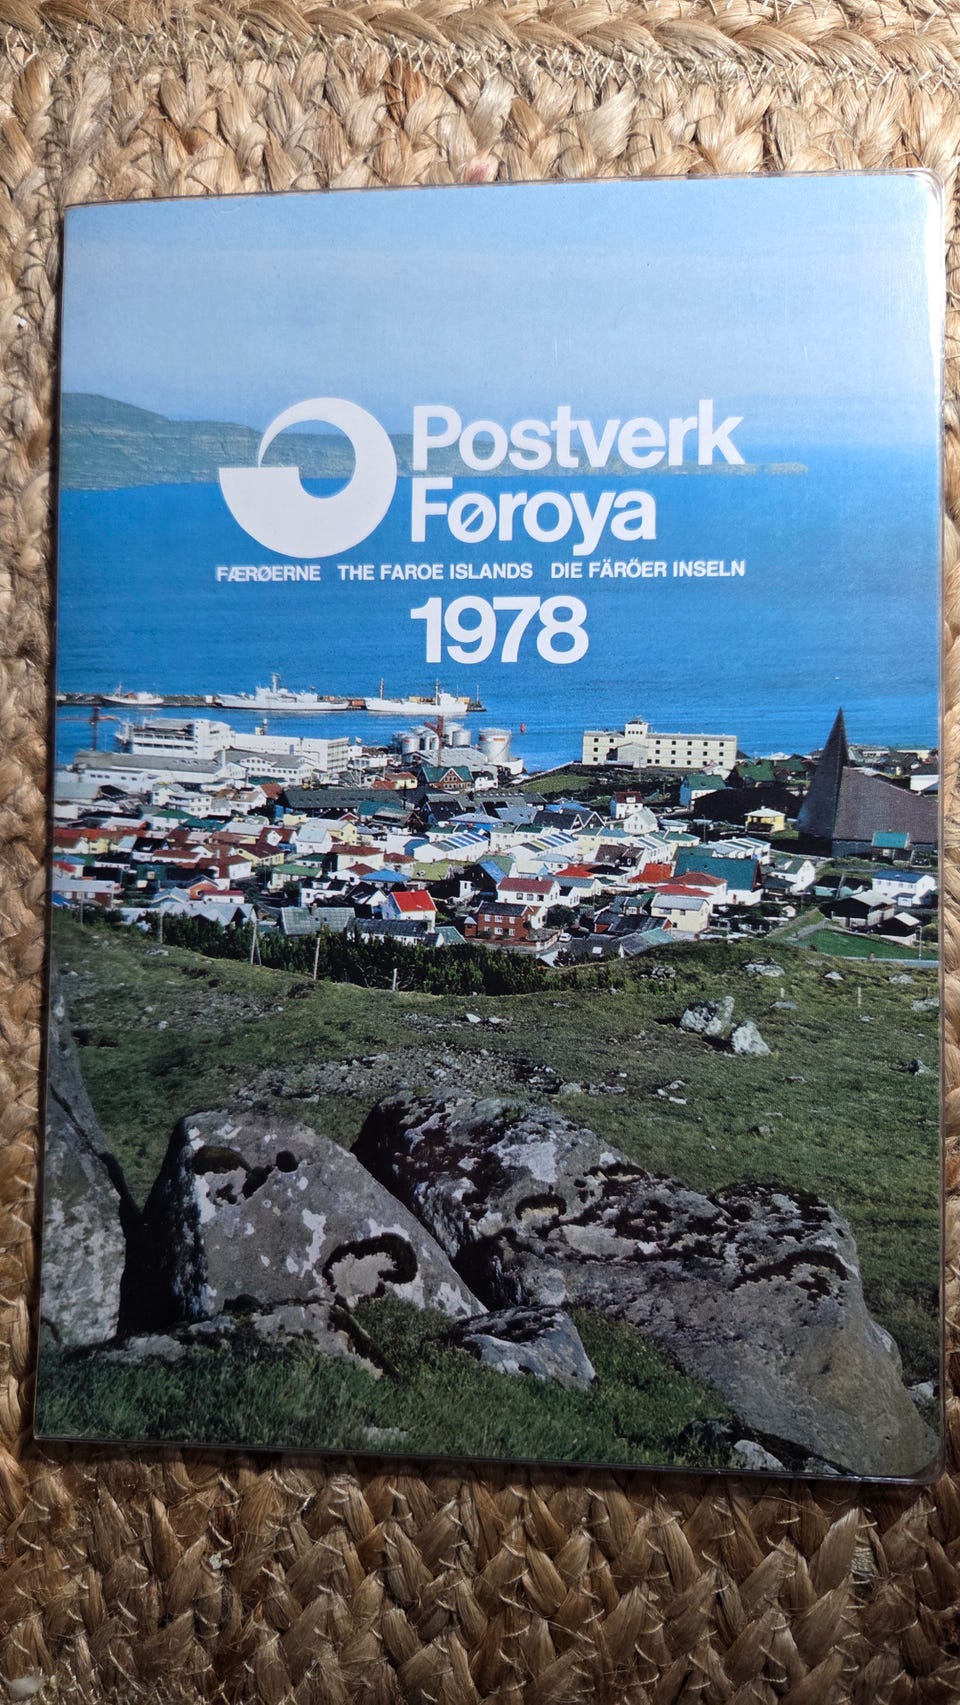 Postverk
Føroya
FÆRØERNE THE FAROE ISLANDS DIE FÄRÖER INSELN
1978